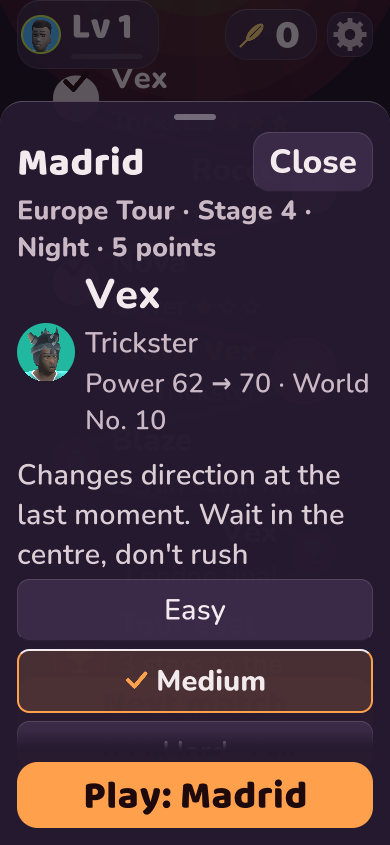 Lv 1
0
Vex
Madrid
Close
Europe Tour · Stage 4 ·
Night · 5 points
Vex
Trickster
Power 62 → 70 · World
No. 10
Changes direction at the
last moment. Wait in the
centre, don't rush
Easy
Medium
Play: Madrid